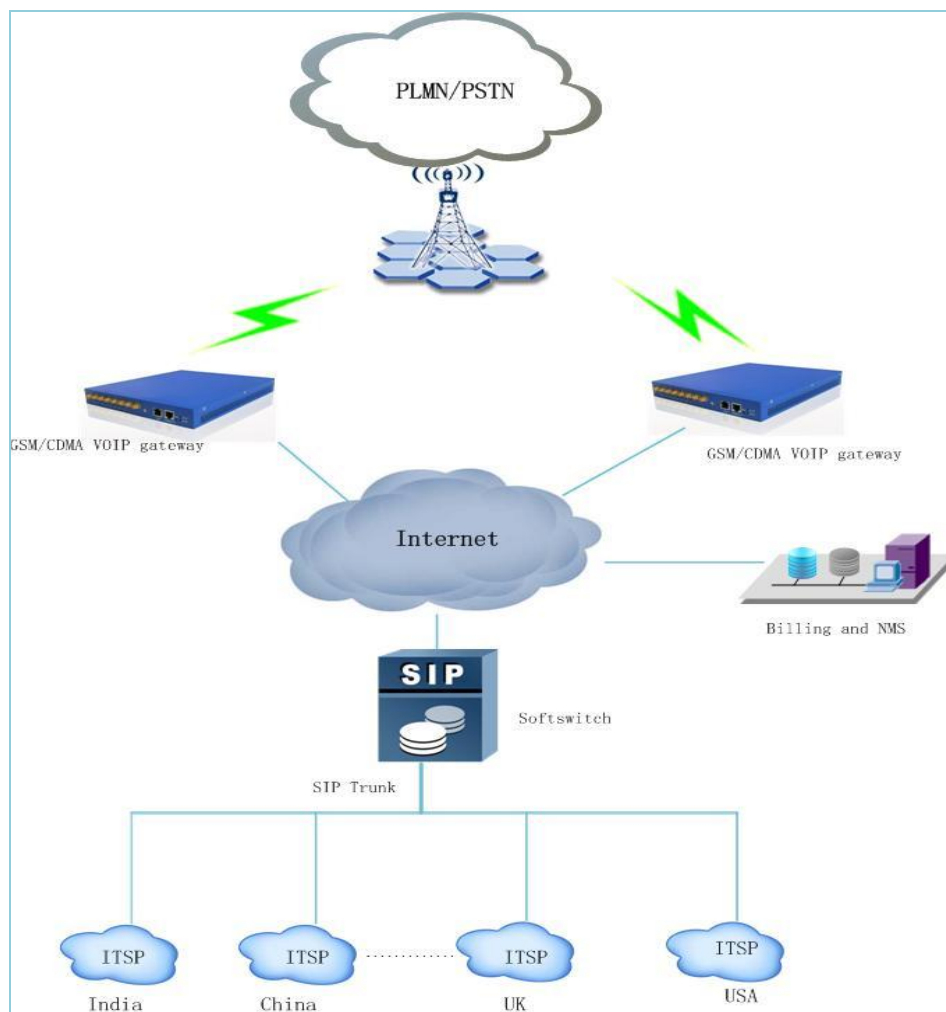 PLMN/PSTN
GSM/CDMA VOIP gateway
GSM/CDMA VOIP gateway
Internet
Billing and NMS
SIP
Softswitch
SIP Trunk
ITSP
ITSP
ITSP
ITSP
India
China
UK
USA